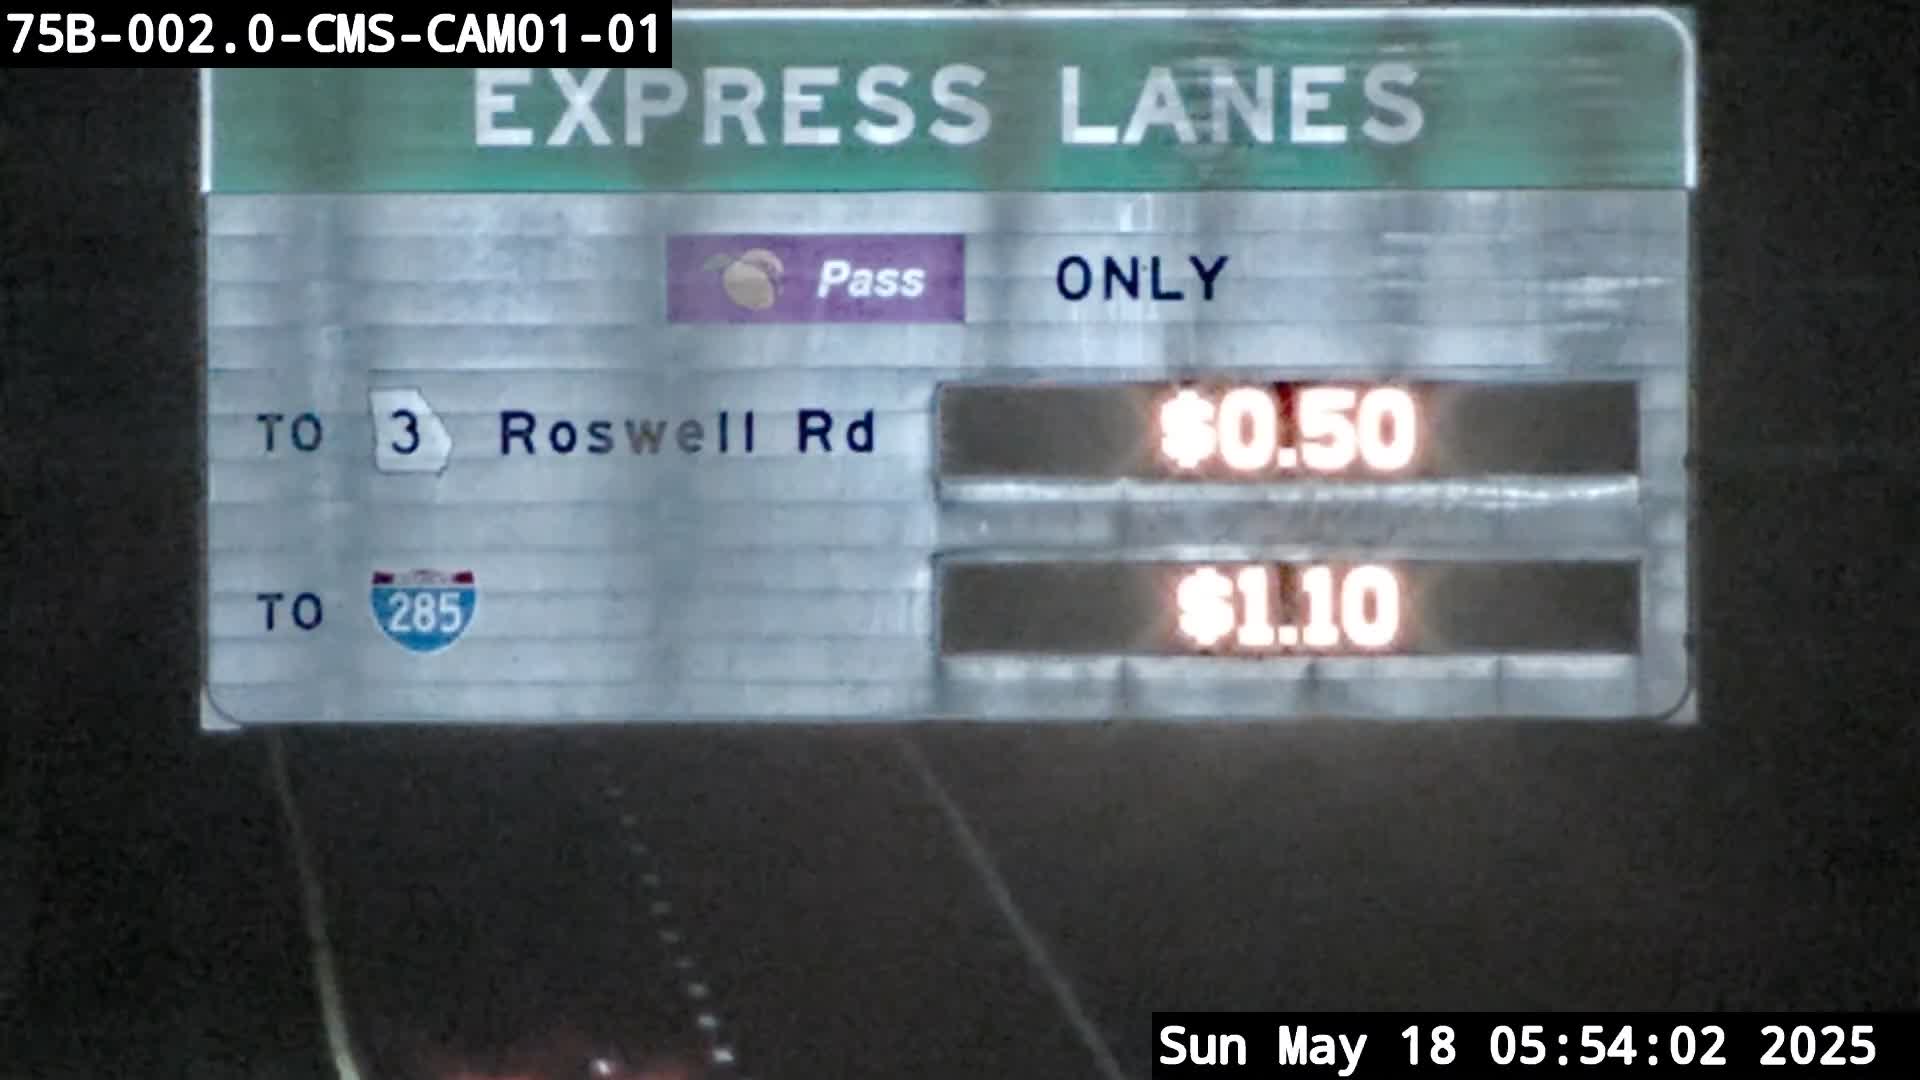 75B-002.0-CMS-CAM01-01
EXPRESS LANES
Pass ONLY
TO 3 Roswell Rd $0.50
TO 285 $1.10
Sun May 18 05:54:02 2025